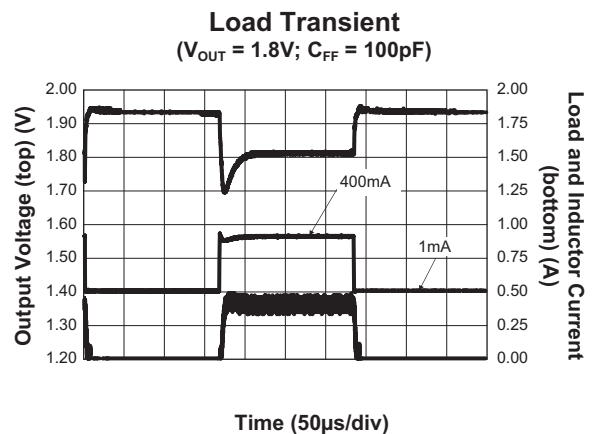 Load Transient
(VOUT = 1.8V; CFF = 100pF)
Output Voltage (top) (V)
2.00
1.90
1.80
1.70
1.60
1.50
1.40
1.30
1.20
400mA
1mA
2.00
1.75
1.50
1.25
1.00
0.75
0.50
0.25
0.00
Load and Inductor Current
(bottom) (A)
Time (50µs/div)